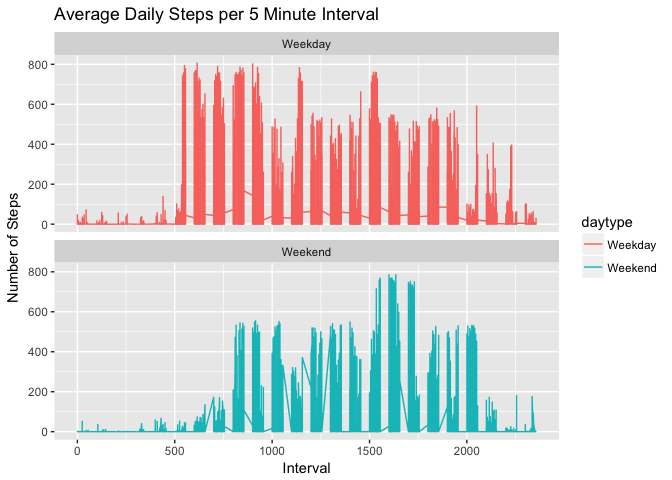 Average Daily Steps per 5 Minute Interval
Weekday
800
600
400
200
0
Weekend
800
600
400
200
0
0 500 1000 1500 2000
Interval
Number of Steps
daytype
Weekday
Weekend